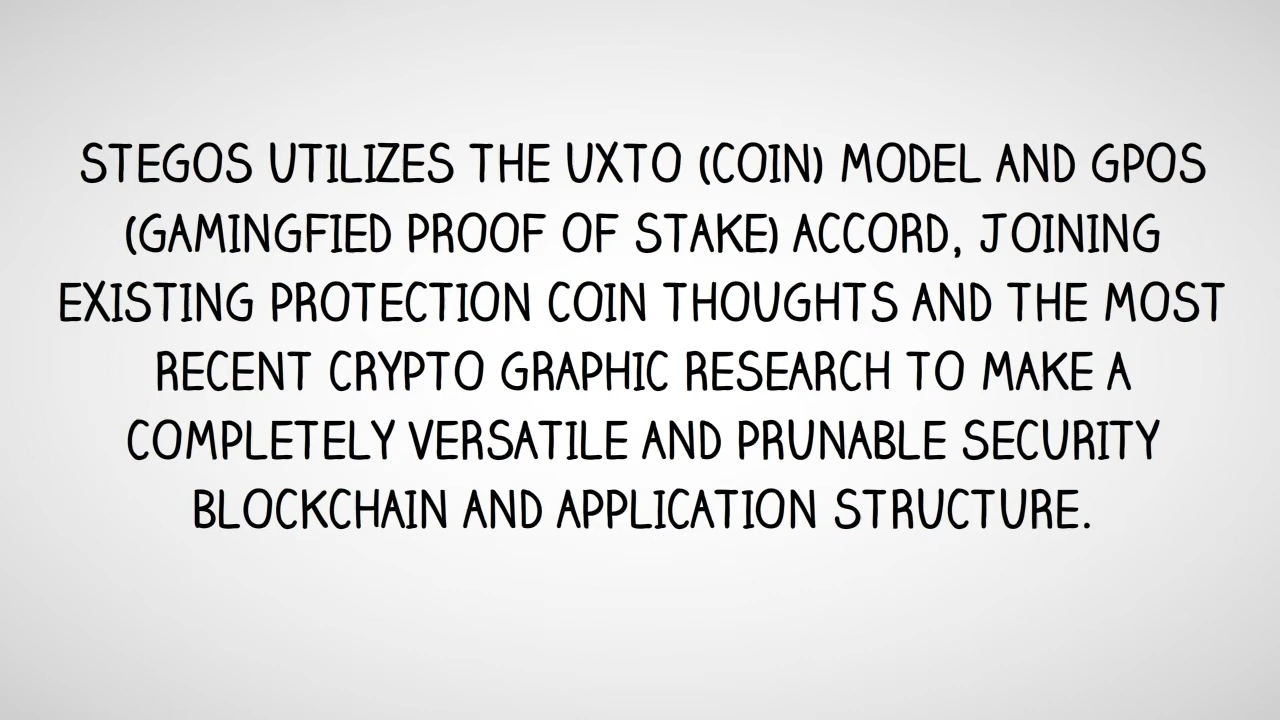 STEGOS UTILIZES THE UXTO (COIN) MODEL AND GPOS
(GAMINGFIED PROOF OF STAKE) ACCORD, JOINING
EXISTING PROTECTION COIN THOUGHTS AND THE MOST
RECENT CRYPTO GRAPHIC RESEARCH TO MAKE A
COMPLETELY VERSATILE AND PRUNABLE SECURITY
BLOCKCHAIN AND APPLICATION STRUCTURE.